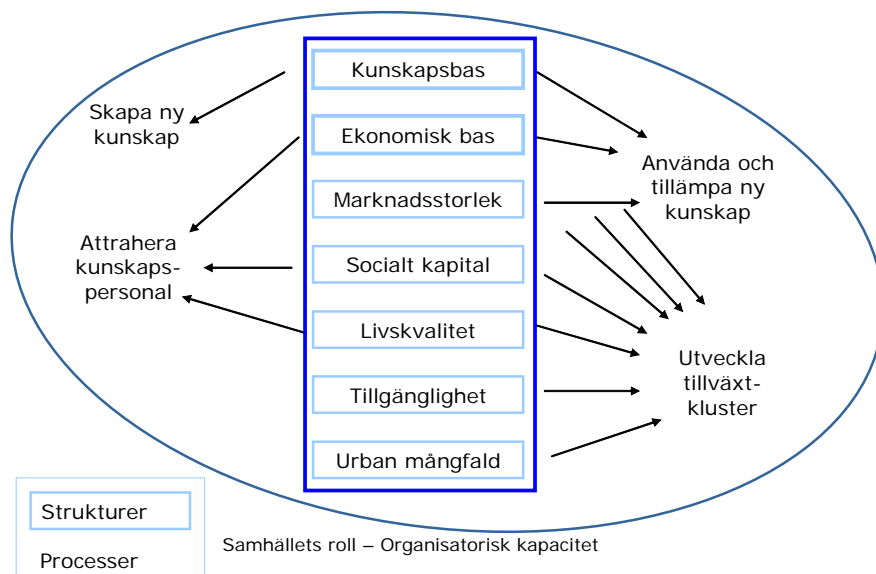 Kunskapsbas
Ekonomisk bas
Marknadsstorlek
Socialt kapital
Livskvalitet
Tillgänglighet
Urban mångfald
Skapa ny
kunskap
Attrahera
kunskaps-
personal
Använda och
tillämpa ny
kunskap
Utveckla
tillväxt-
kluster
Strukturer
Processer
Samhällets roll – Organisatorisk kapacitet